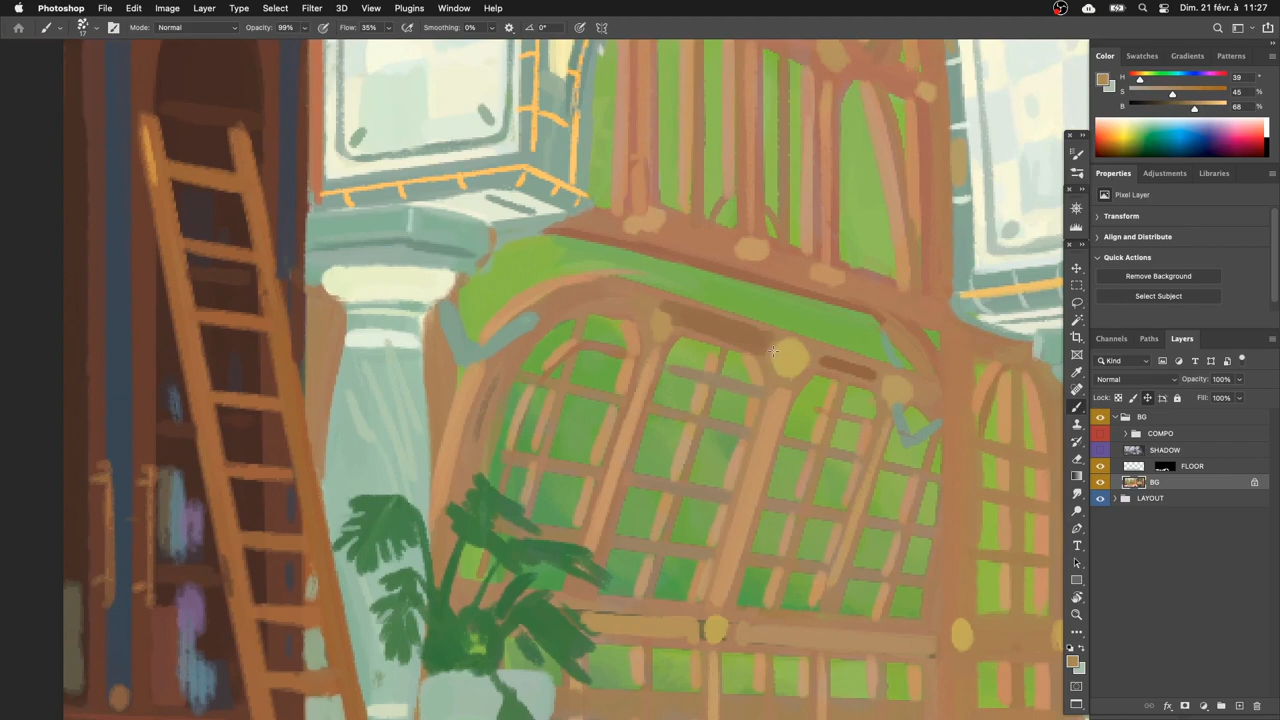 Photoshop File Edit Image Layer Type Select Filter 3D View Plugins Window Help Dim. 21 févr. à 11:27
17 Mode: Normal Opacity: 99% Flow: 35% Smoothing: 0% 0°
Color Swatches Gradients Patterns
H 39 °
S 45 %
B 68 %
Properties Adjustments Libraries
Pixel Layer
Transform
Align and Distribute
Quick Actions
Remove Background
Select Subject
Channels Paths Layers
Kind
Normal Opacity: 100%
Lock: Fill: 100%
BG
COMPO
SHADOW
FLOOR
BG
LAYOUT